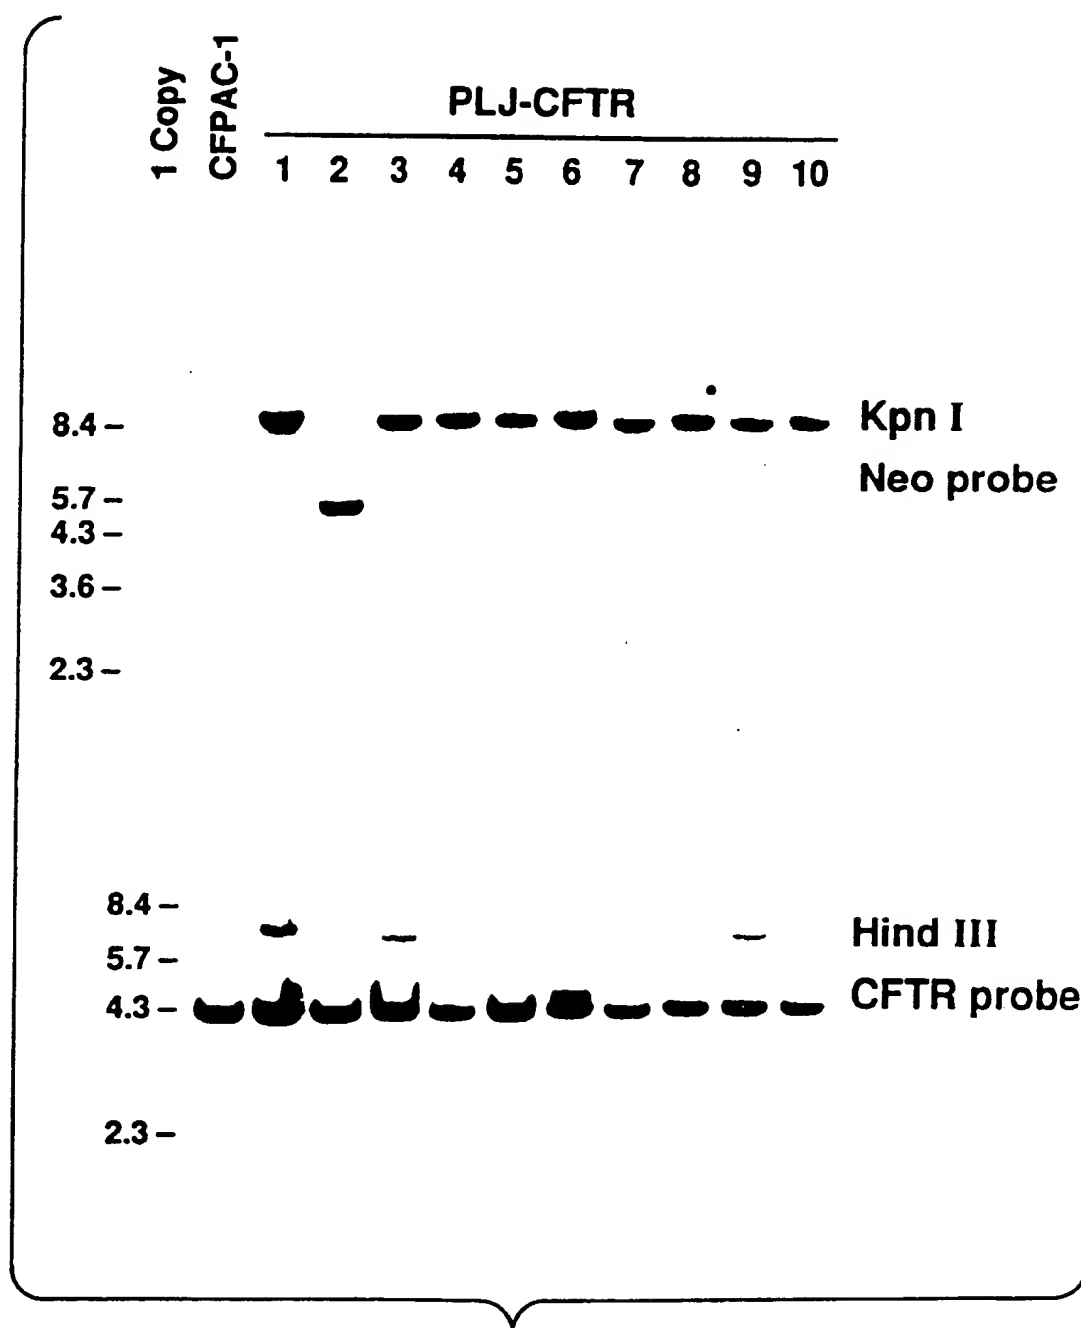 1 Copy
CFPAC-1
PLJ-CFTR
1 2 3 4 5 6 7 8 9 10
8.4 –
5.7 –
4.3 –
3.6 –
2.3 –
Kpn I
Neo probe
8.4 –
5.7 –
4.3 –
2.3 –
Hind III
CFTR probe